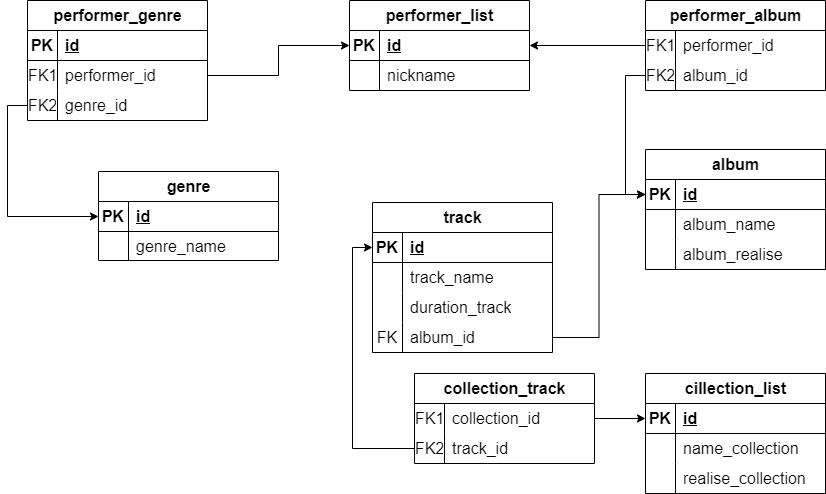 performer_genre
PK id
FK1 performer_id
FK2 genre_id
performer_list
PK id
nickname
performer_album
FK1 performer_id
FK2 album_id
genre
PK id
genre_name
track
PK id
track_name
duration_track
FK album_id
album
PK id
album_name
album_realise
collection_track
FK1 collection_id
FK2 track_id
cillection_list
PK id
name_collection
realise_collection